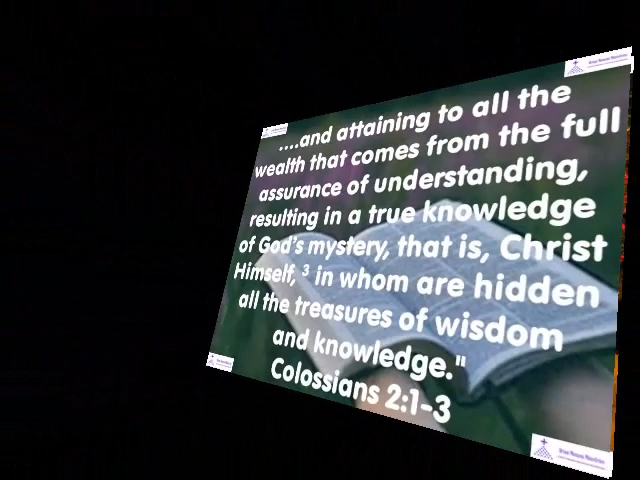 ....and attaining to all the
wealth that comes from the full
assurance of understanding,
resulting in a true knowledge
of God's mystery, that is, Christ
Himself, ³ in whom are hidden
all the treasures of wisdom
and knowledge."
Colossians 2:1-3